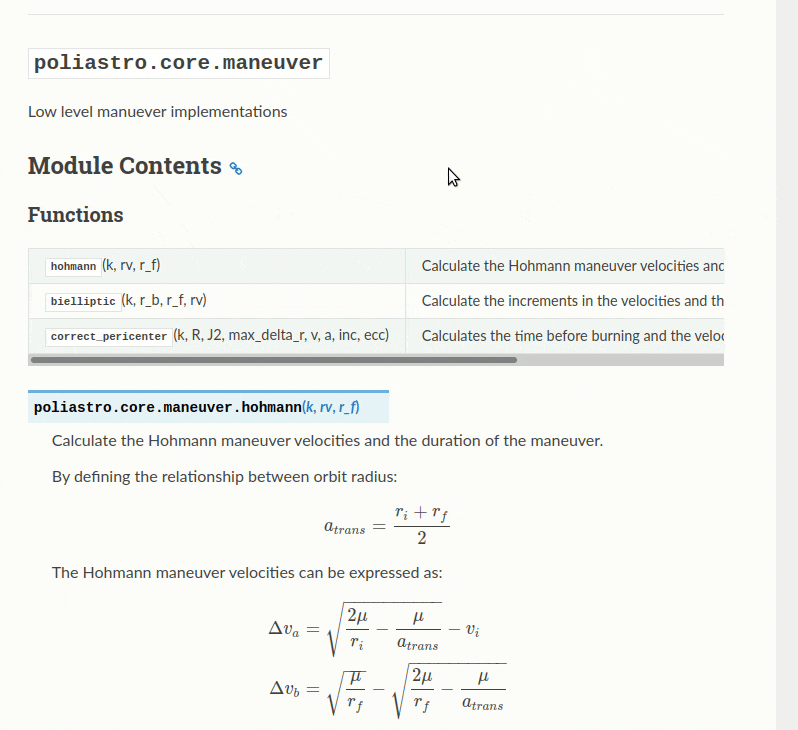 poliastro.core.maneuver
Low level manuever implementations
Module Contents
Functions
hohmann(k, rv, r_f) Calculate the Hohmann maneuver velocities and
bielliptic(k, r_b, r_f, rv) Calculate the increments in the velocities and th
correct_pericenter(k, R, J2, max_delta_r, v, a, inc, ecc) Calculates the time before burning and the veloc
poliastro.core.maneuver.hohmann(k, rv, r_f)
Calculate the Hohmann maneuver velocities and the duration of the maneuver.
By defining the relationship between orbit radius:
a_{trans} = \frac{r_i + r_f}{2}
The Hohmann maneuver velocities can be expressed as:
\Delta v_a = \sqrt{\frac{2\mu}{r_i} - \frac{\mu}{a_{trans}}} - v_i
\Delta v_b = \sqrt{\frac{\mu}{r_f}} - \sqrt{\frac{2\mu}{r_f} - \frac{\mu}{a_{trans}}}